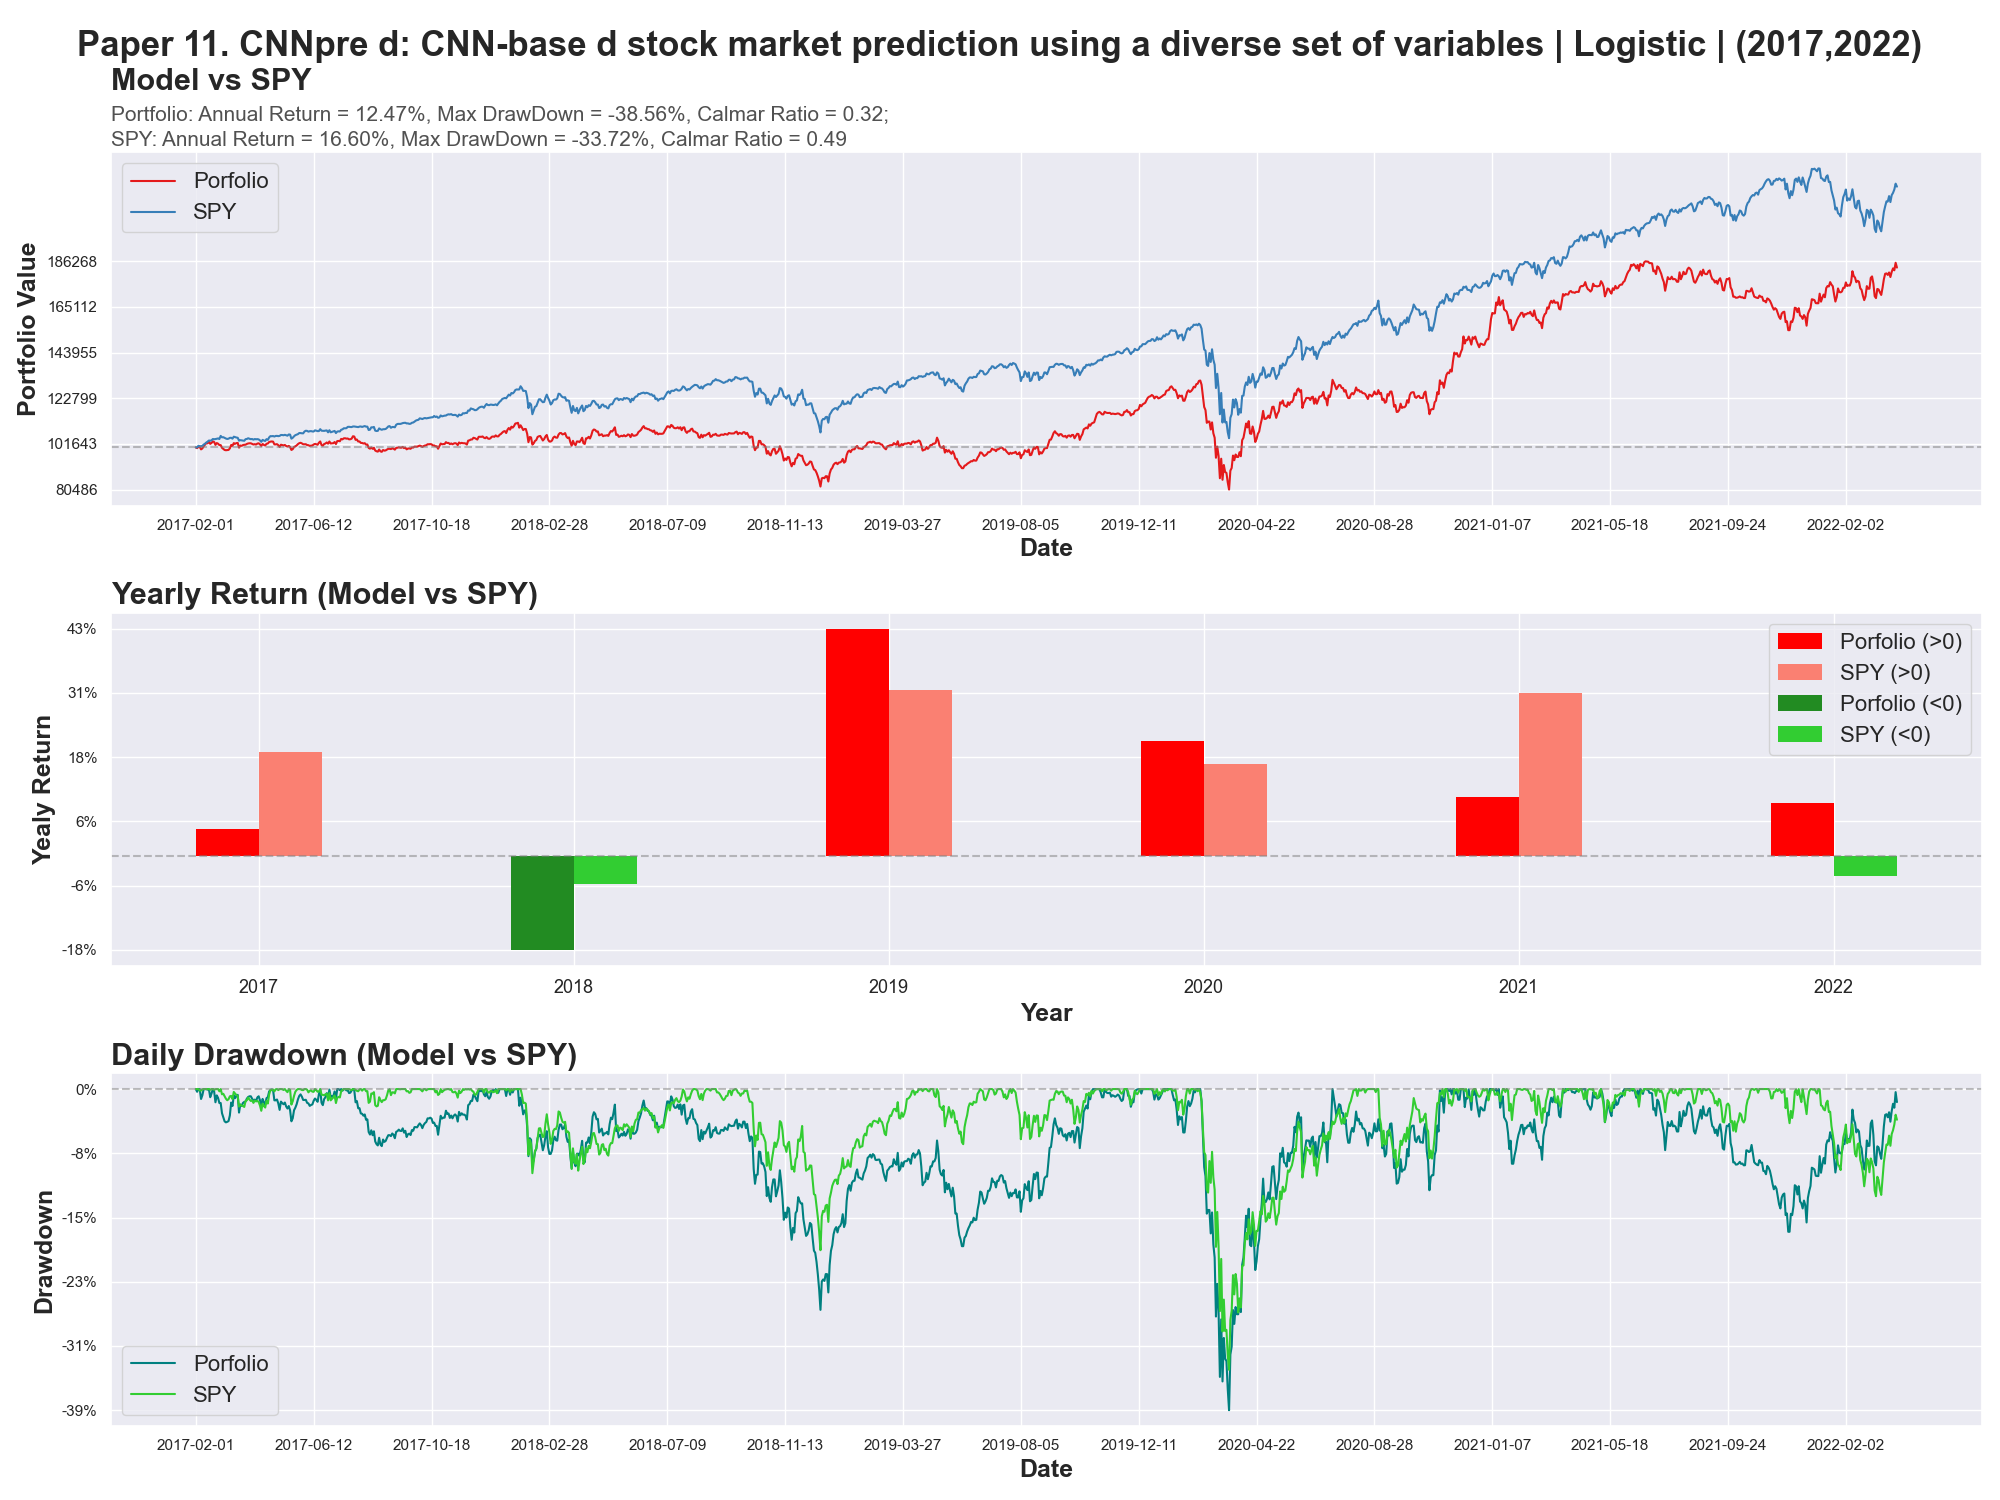 Paper 11. CNNpre d: CNN-base d stock market prediction using a diverse set of variables | Logistic | (2017,2022)
Model vs SPY
Portfolio: Annual Return = 12.47%, Max DrawDown = -38.56%, Calmar Ratio = 0.32;
SPY: Annual Return = 16.60%, Max DrawDown = -33.72%, Calmar Ratio = 0.49
Porfolio
SPY
Portfolio Value
186268
165112
143955
122799
101643
80486
2017-02-01 2017-06-12 2017-10-18 2018-02-28 2018-07-09 2018-11-13 2019-03-27 2019-08-05 2019-12-11 2020-04-22 2020-08-28 2021-01-07 2021-05-18 2021-09-24 2022-02-02
Date
Yearly Return (Model vs SPY)
Porfolio (>0)
SPY (>0)
Porfolio (<0)
SPY (<0)
Yealy Return
43%
31%
18%
6%
-6%
-18%
2017 2018 2019 2020 2021 2022
Year
Daily Drawdown (Model vs SPY)
Drawdown
0%
-8%
-15%
-23%
-31%
-39%
Porfolio
SPY
2017-02-01 2017-06-12 2017-10-18 2018-02-28 2018-07-09 2018-11-13 2019-03-27 2019-08-05 2019-12-11 2020-04-22 2020-08-28 2021-01-07 2021-05-18 2021-09-24 2022-02-02
Date